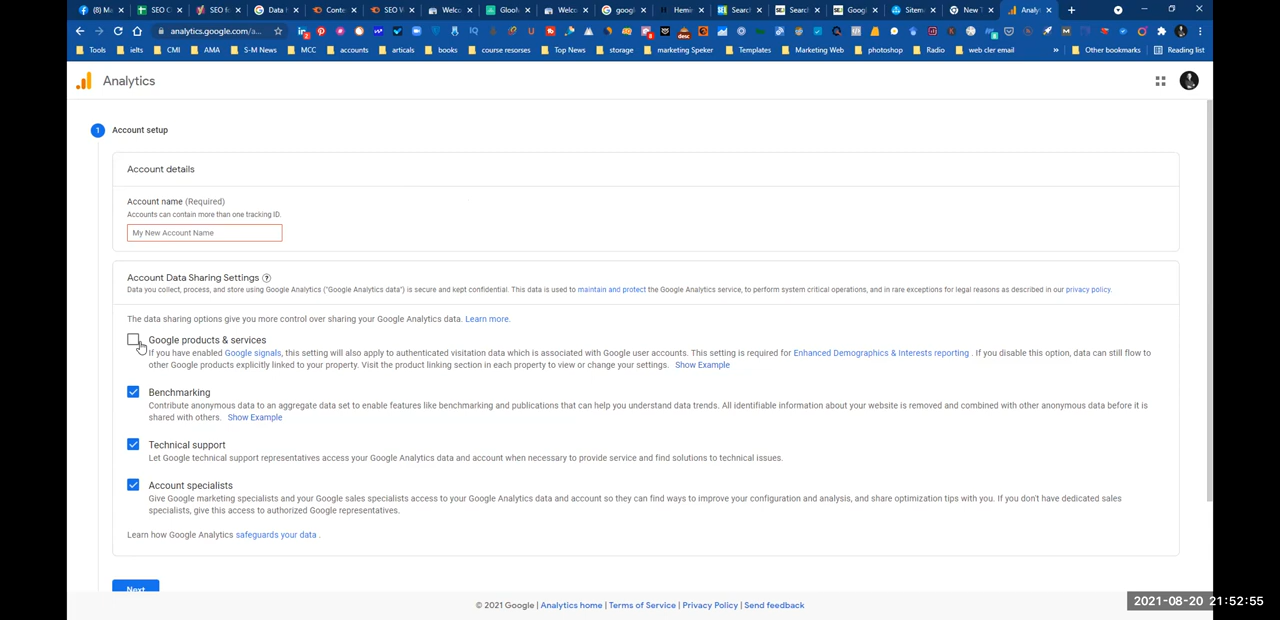 (8) M
SEO C
SEO f
Data
Conte
SEO V
Welco
Gloo
Welco
goog
Hemi
Search
Search
Googl
Sitem
New T
Analy
analytics.google.com/a...
Tools
ielts
CMI
AMA
S-M News
MCC
accounts
articals
books
course resorses
Top News
storage
marketing Speker
Templates
Marketing Web
photoshop
Radio
web cler email
»
Other bookmarks
Reading list
Analytics
1 Account setup
Account details
Account name (Required)
Accounts can contain more than one tracking ID.
My New Account Name
Account Data Sharing Settings
Data you collect, process, and store using Google Analytics ("Google Analytics data") is secure and kept confidential. This data is used to maintain and protect the Google Analytics service, to perform system critical operations, and in rare exceptions for legal reasons as described in our privacy policy.
The data sharing options give you more control over sharing your Google Analytics data. Learn more.
Google products & services
If you have enabled Google signals, this setting will also apply to authenticated visitation data which is associated with Google user accounts. This setting is required for Enhanced Demographics & Interests reporting . If you disable this option, data can still flow to
other Google products explicitly linked to your property. Visit the product linking section in each property to view or change your settings. Show Example
Benchmarking
Contribute anonymous data to an aggregate data set to enable features like benchmarking and publications that can help you understand data trends. All identifiable information about your website is removed and combined with other anonymous data before it is
shared with others. Show Example
Technical support
Let Google technical support representatives access your Google Analytics data and account when necessary to provide service and find solutions to technical issues.
Account specialists
Give Google marketing specialists and your Google sales specialists access to your Google Analytics data and account so they can find ways to improve your configuration and analysis, and share optimization tips with you. If you don't have dedicated sales
specialists, give this access to authorized Google representatives.
Learn how Google Analytics safeguards your data .
Next
© 2021 Google | Analytics home | Terms of Service | Privacy Policy | Send feedback
2021-08-20 21:52:55